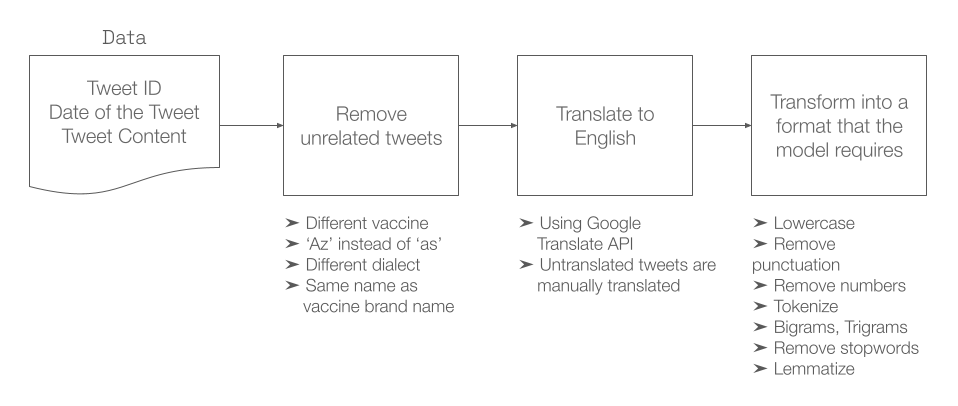 Data
Tweet ID
Date of the Tweet
Tweet Content
Remove
unrelated tweets
Translate to
English
Transform into a
format that the
model requires
➤ Different vaccine
➤ ‘Az’ instead of ‘as’
➤ Different dialect
➤ Same name as
vaccine brand name
➤ Using Google
Translate API
➤ Untranslated tweets are
manually translated
➤ Lowercase
➤ Remove
punctuation
➤ Remove numbers
➤ Tokenize
➤ Bigrams, Trigrams
➤ Remove stopwords
➤ Lemmatize